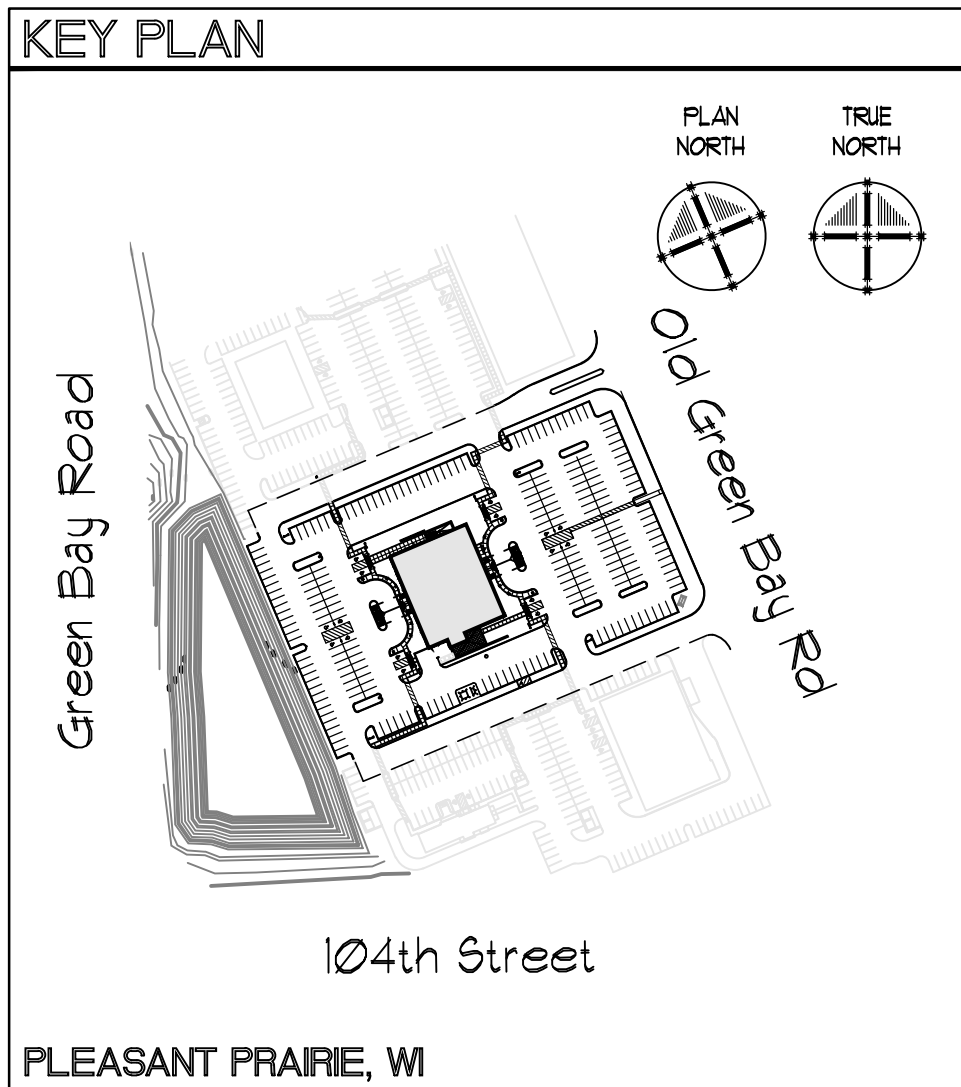 KEY PLAN
PLAN
NORTH
TRUE
NORTH
Old Green Bay Rd
Green Bay Road
104th Street
PLEASANT PRAIRIE, WI